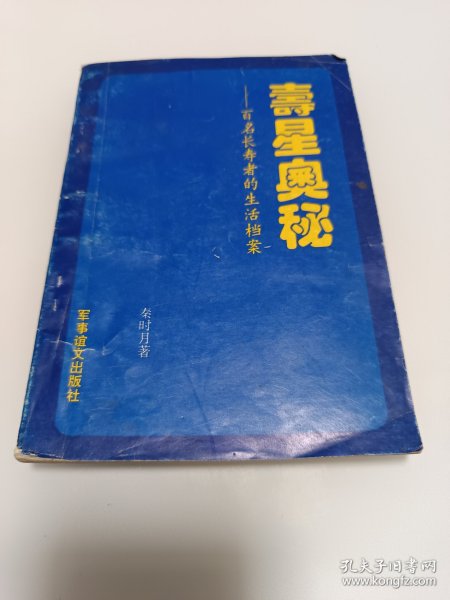 壽星奥秘
——百名长寿者的生活档案
秦时月著
军事谊文出版社
孔夫子旧书网
www.kongfz.com